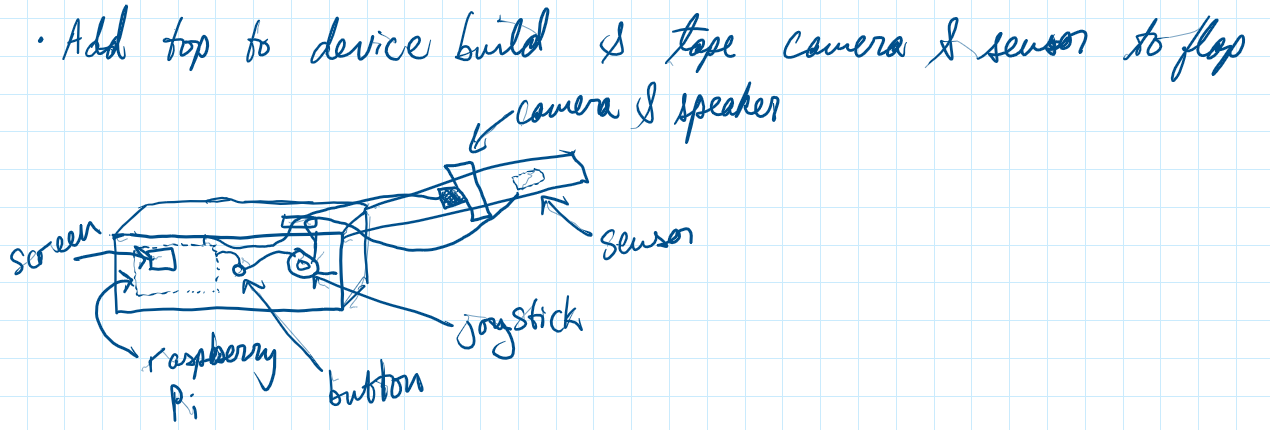 · Add top to device build & tape camera & sensor to flap
camera & speaker
screen
sensor
joystick
raspberry
Pi
button